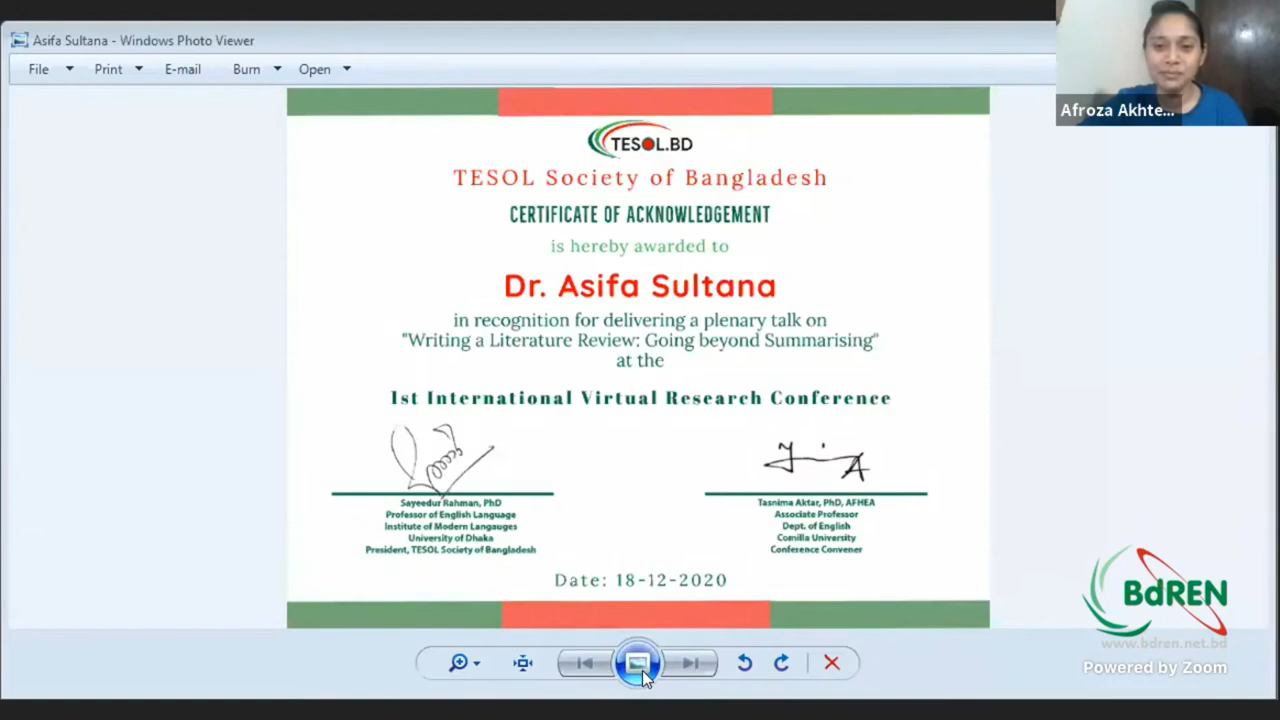 Asifa Sultana - Windows Photo Viewer
File Print E-mail Burn Open
Afroza Akhte...
TESOL.BD
TESOL Society of Bangladesh
CERTIFICATE OF ACKNOWLEDGEMENT
is hereby awarded to
Dr. Asifa Sultana
in recognition for delivering a plenary talk on
"Writing a Literature Review: Going beyond Summarising"
at the
1st International Virtual Research Conference
Sayeedur Rahman, PhD
Professor of English Language
Institute of Modern Langauges
University of Dhaka
President, TESOL Society of Bangladesh
Tasnima Aktar, PhD, AFHEA
Associate Professor
Dept. of English
Comilla University
Conference Convener
Date: 18-12-2020
BdREN
www.bdren.net.bd
Powered by Zoom